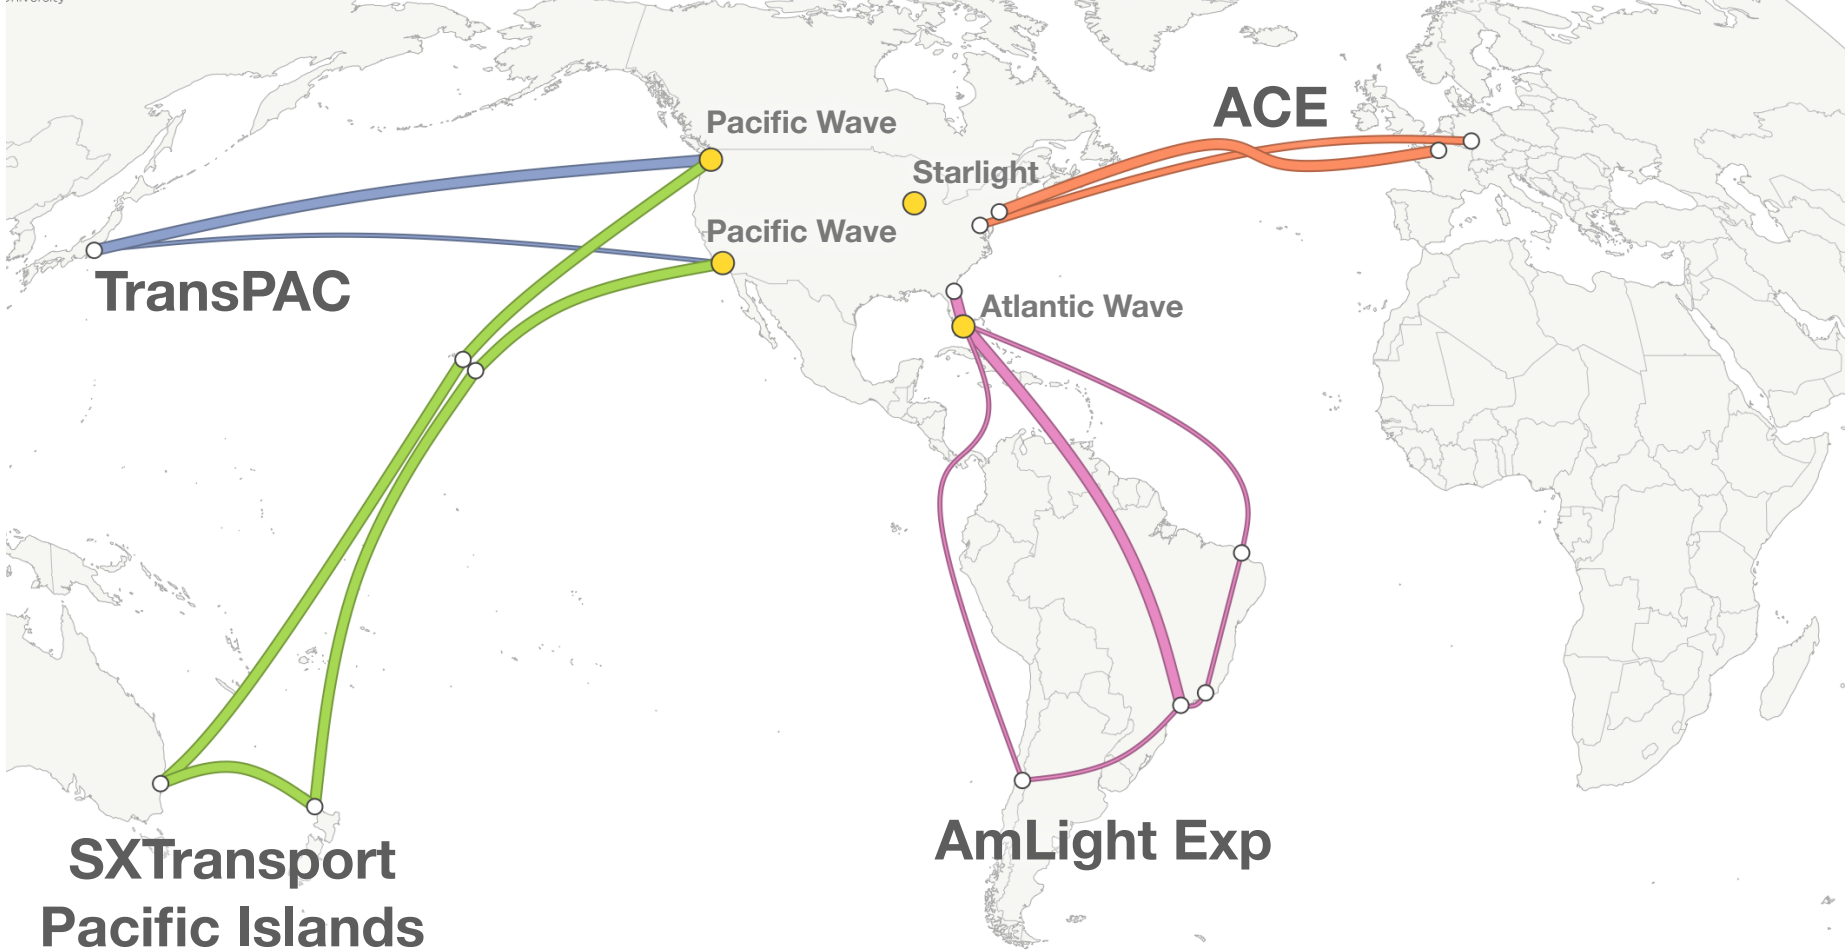 Pacific Wave
ACE
Starlight
Pacific Wave
TransPAC
Atlantic Wave
AmLight Exp
SXTransport
Pacific Islands